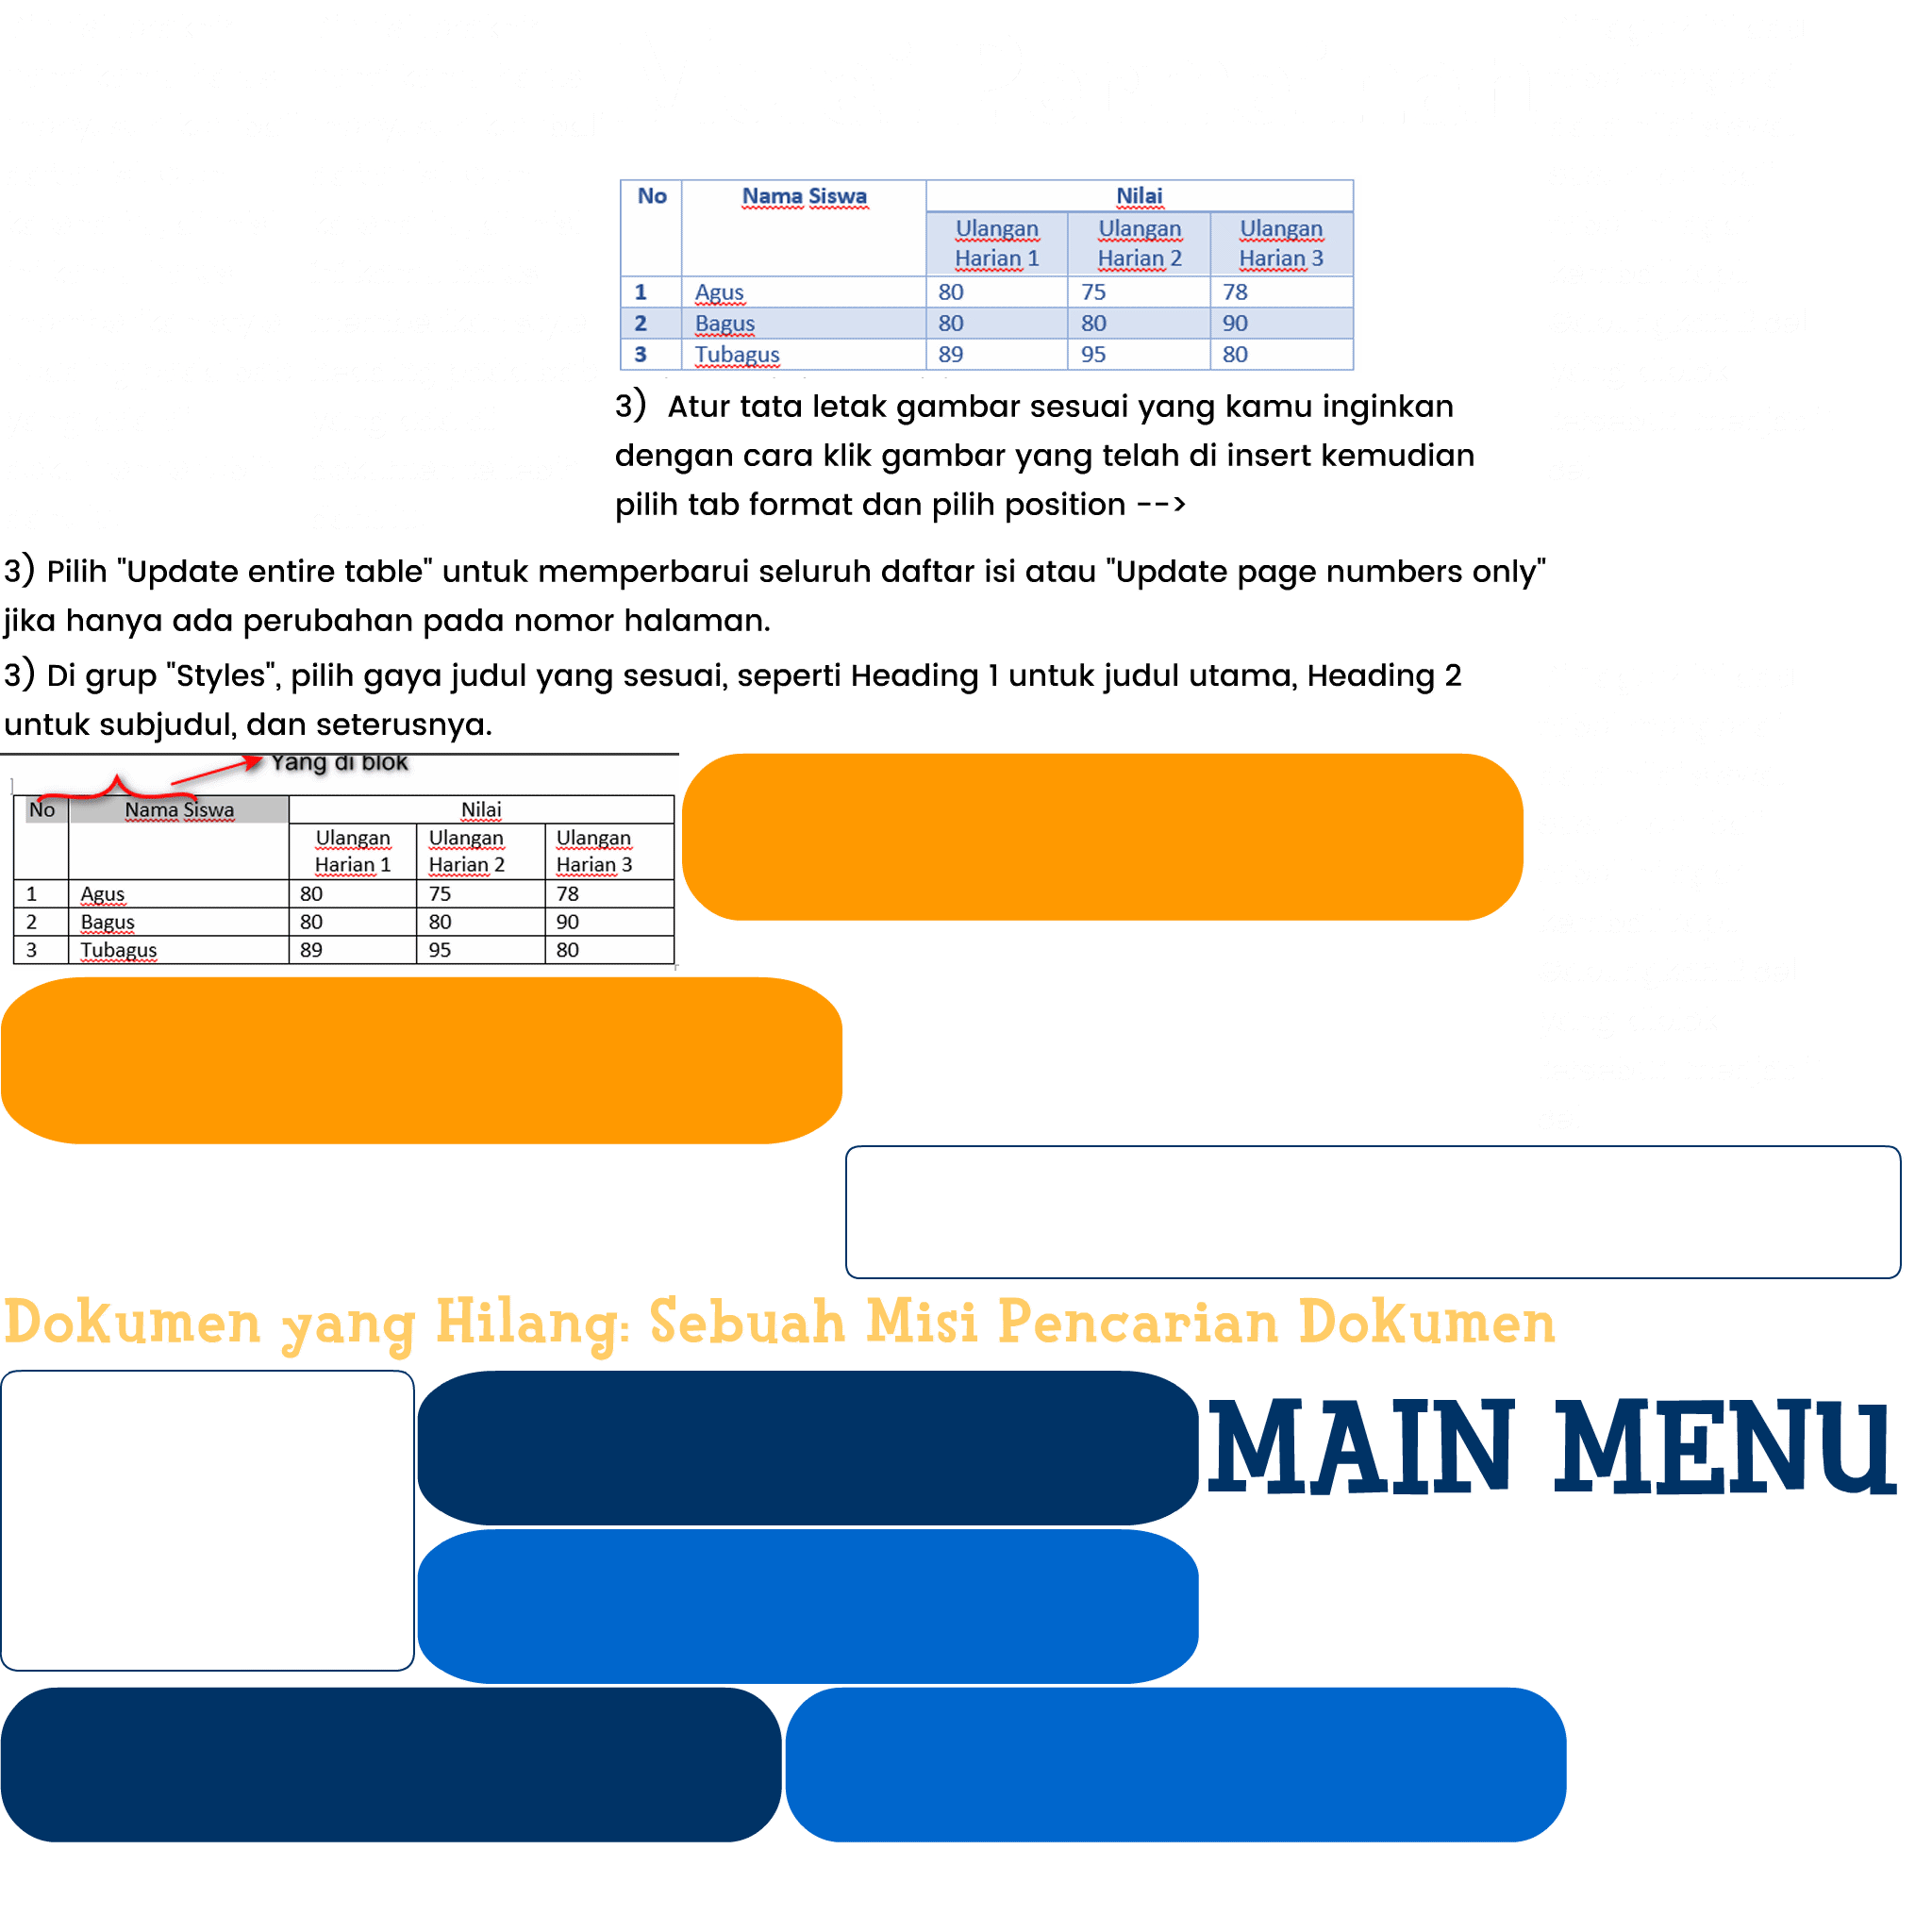 No Nama Siswa Nilai
Ulangan Harian 1 Ulangan Harian 2 Ulangan Harian 3
1 Agus 80 75 78
2 Bagus 80 80 90
3 Tubagus 89 95 80
3) Atur tata letak gambar sesuai yang kamu inginkan
dengan cara klik gambar yang telah di insert kemudian
pilih tab format dan pilih position -->
3) Pilih "Update entire table" untuk memperbarui seluruh daftar isi atau "Update page numbers only"
jika hanya ada perubahan pada nomor halaman.
3) Di grup "Styles", pilih gaya judul yang sesuai, seperti Heading 1 untuk judul utama, Heading 2
untuk subjudul, dan seterusnya.
Yang di blok
No Nama Siswa Nilai
Ulangan Harian 1 Ulangan Harian 2 Ulangan Harian 3
1 Agus 80 75 78
2 Bagus 80 80 90
3 Tubagus 89 95 80
Dokumen yang Hilang: Sebuah Misi Pencarian Dokumen
MAIN MENU